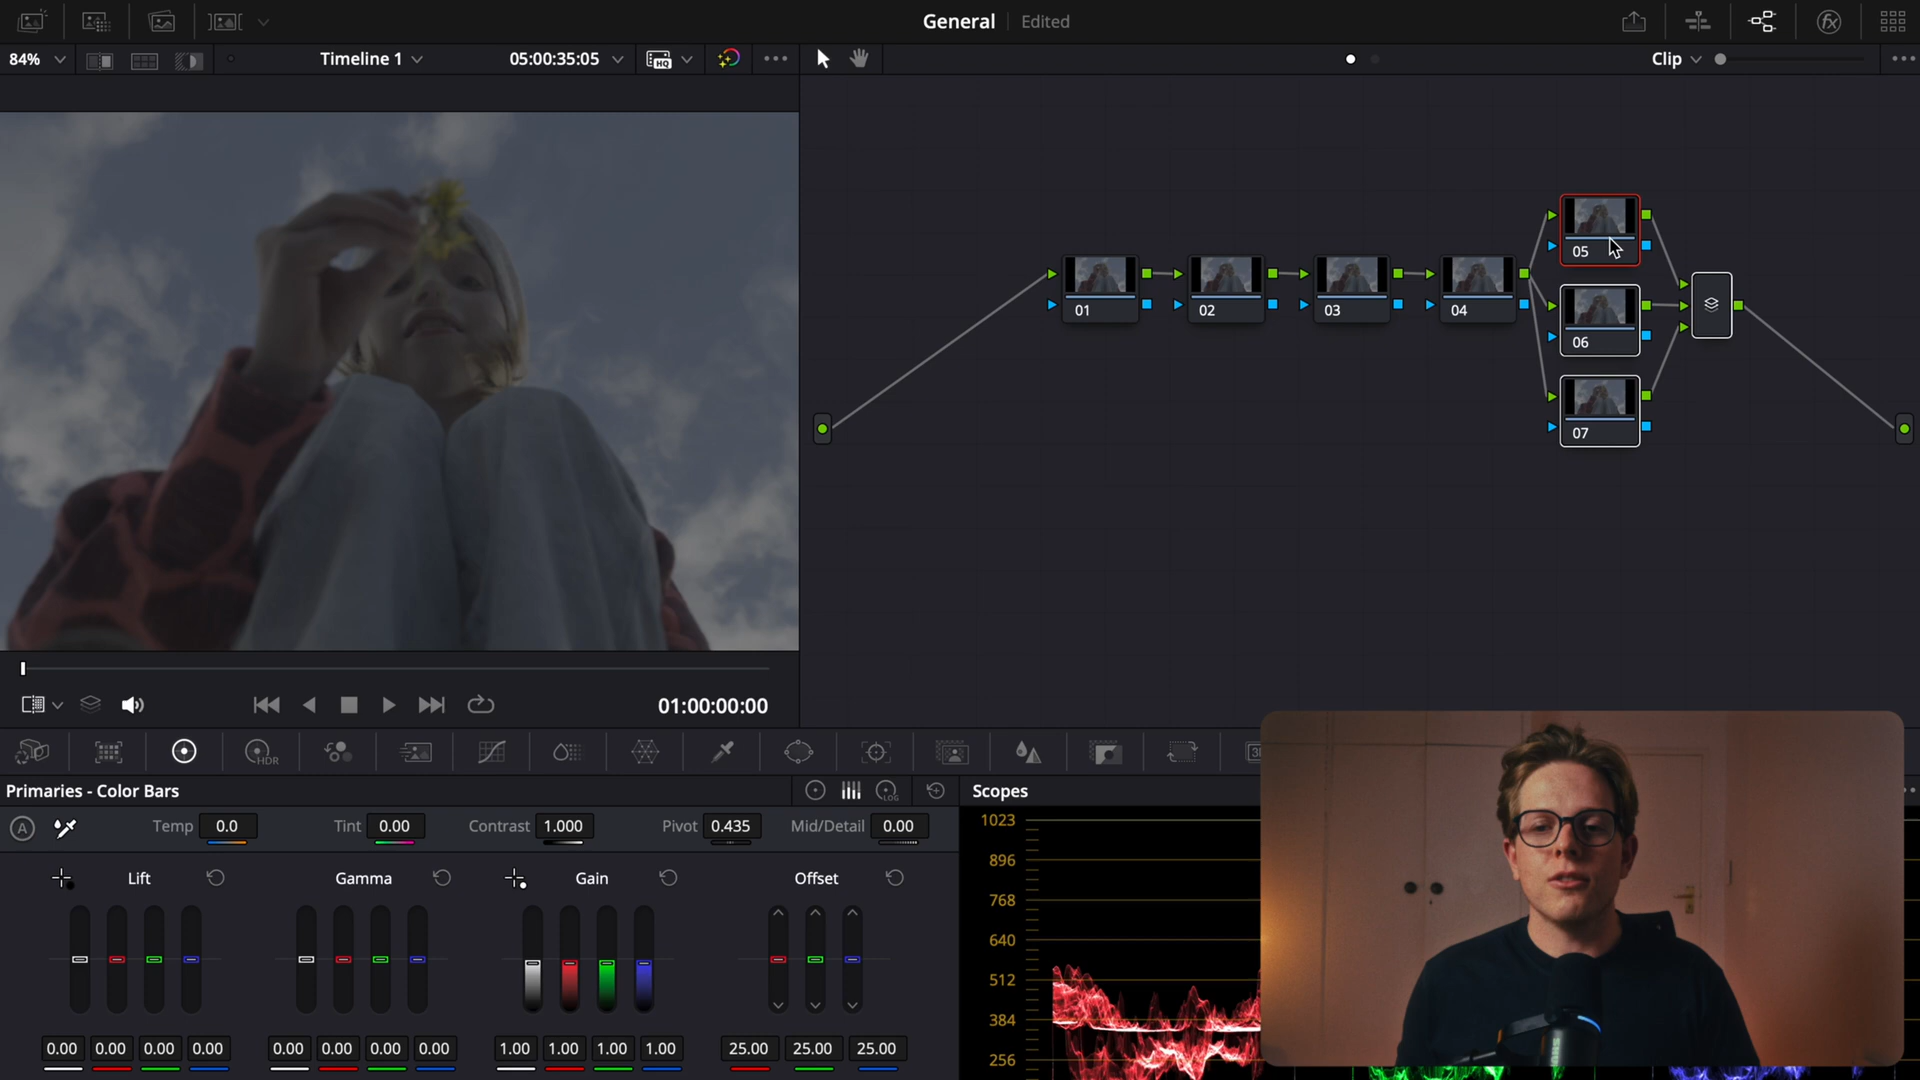 General Edited
84% Timeline 1 05:00:35:05 HQ Clip
05
01 02 03 04
06
07
01:00:00:00
HDR
Primaries - Color Bars LOG Scopes
A Temp 0.0 Tint 0.00 Contrast 1.000 Pivot 0.435 Mid/Detail 0.00
Lift Gamma Gain Offset
0.00 0.00 0.00 0.00 0.00 0.00 0.00 0.00 1.00 1.00 1.00 1.00 25.00 25.00 25.00
1023
896
768
640
512
384
256